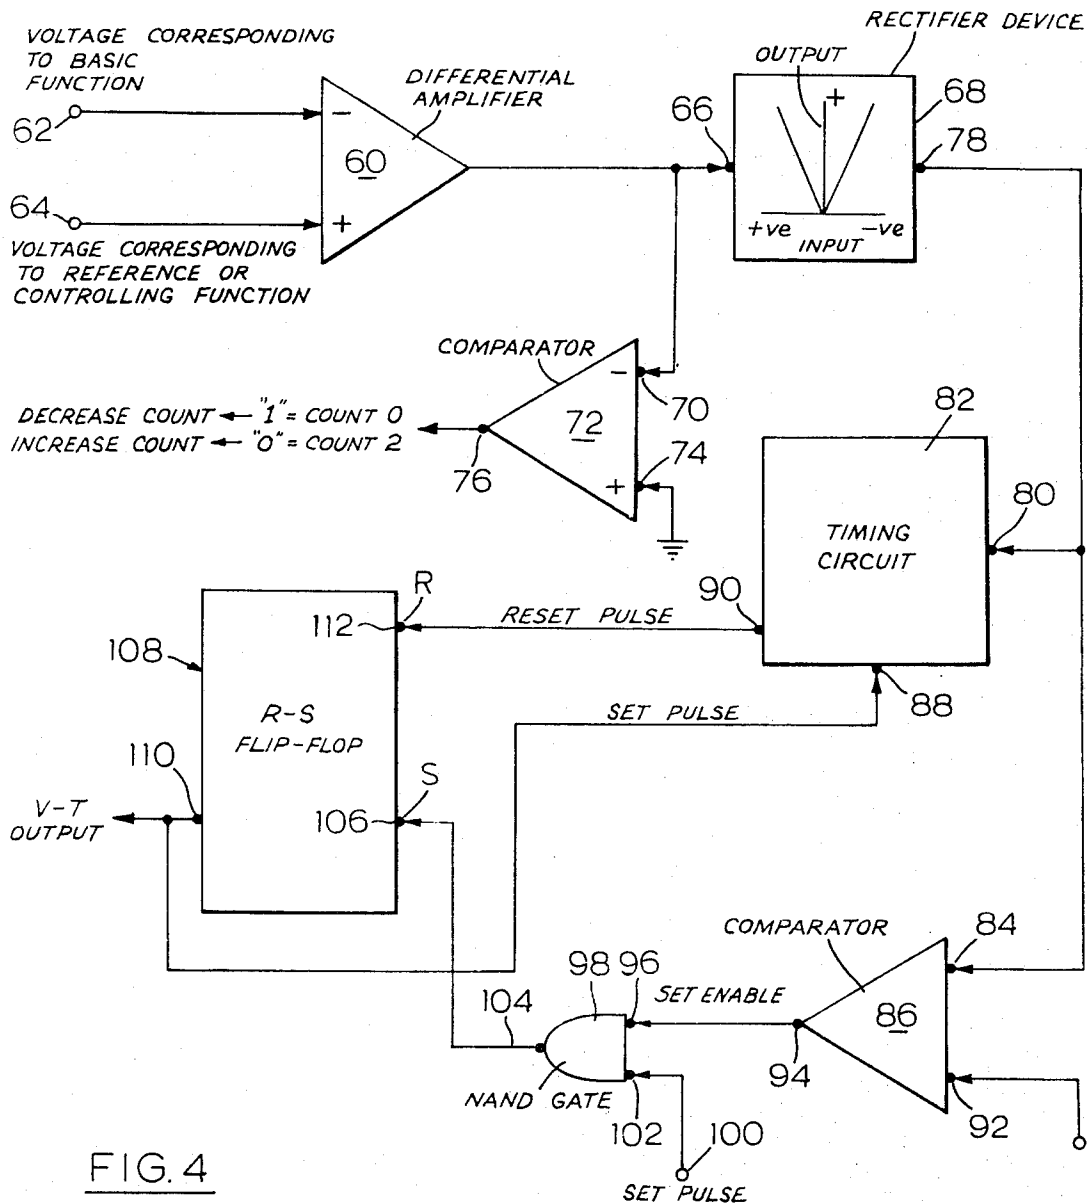 RECTIFIER DEVICE
VOLTAGE CORRESPONDING
TO BASIC
FUNCTION
62
−
DIFFERENTIAL
AMPLIFIER
60
64
+
VOLTAGE CORRESPONDING
TO REFERENCE OR
CONTROLLING FUNCTION
OUTPUT
+
66
68
78
+ve
−ve
INPUT
COMPARATOR
−
70
72
74
+
76
DECREASE COUNT ← "1" = COUNT 0
INCREASE COUNT ← "0" = COUNT 2
82
80
TIMING
CIRCUIT
90
88
RESET PULSE
R
112
108
SET PULSE
R-S
FLIP-FLOP
110
S
106
V-T
OUTPUT
COMPARATOR
84
86
92
94
SET ENABLE
98
96
104
NAND GATE
102
100
SET PULSE
FIG. 4